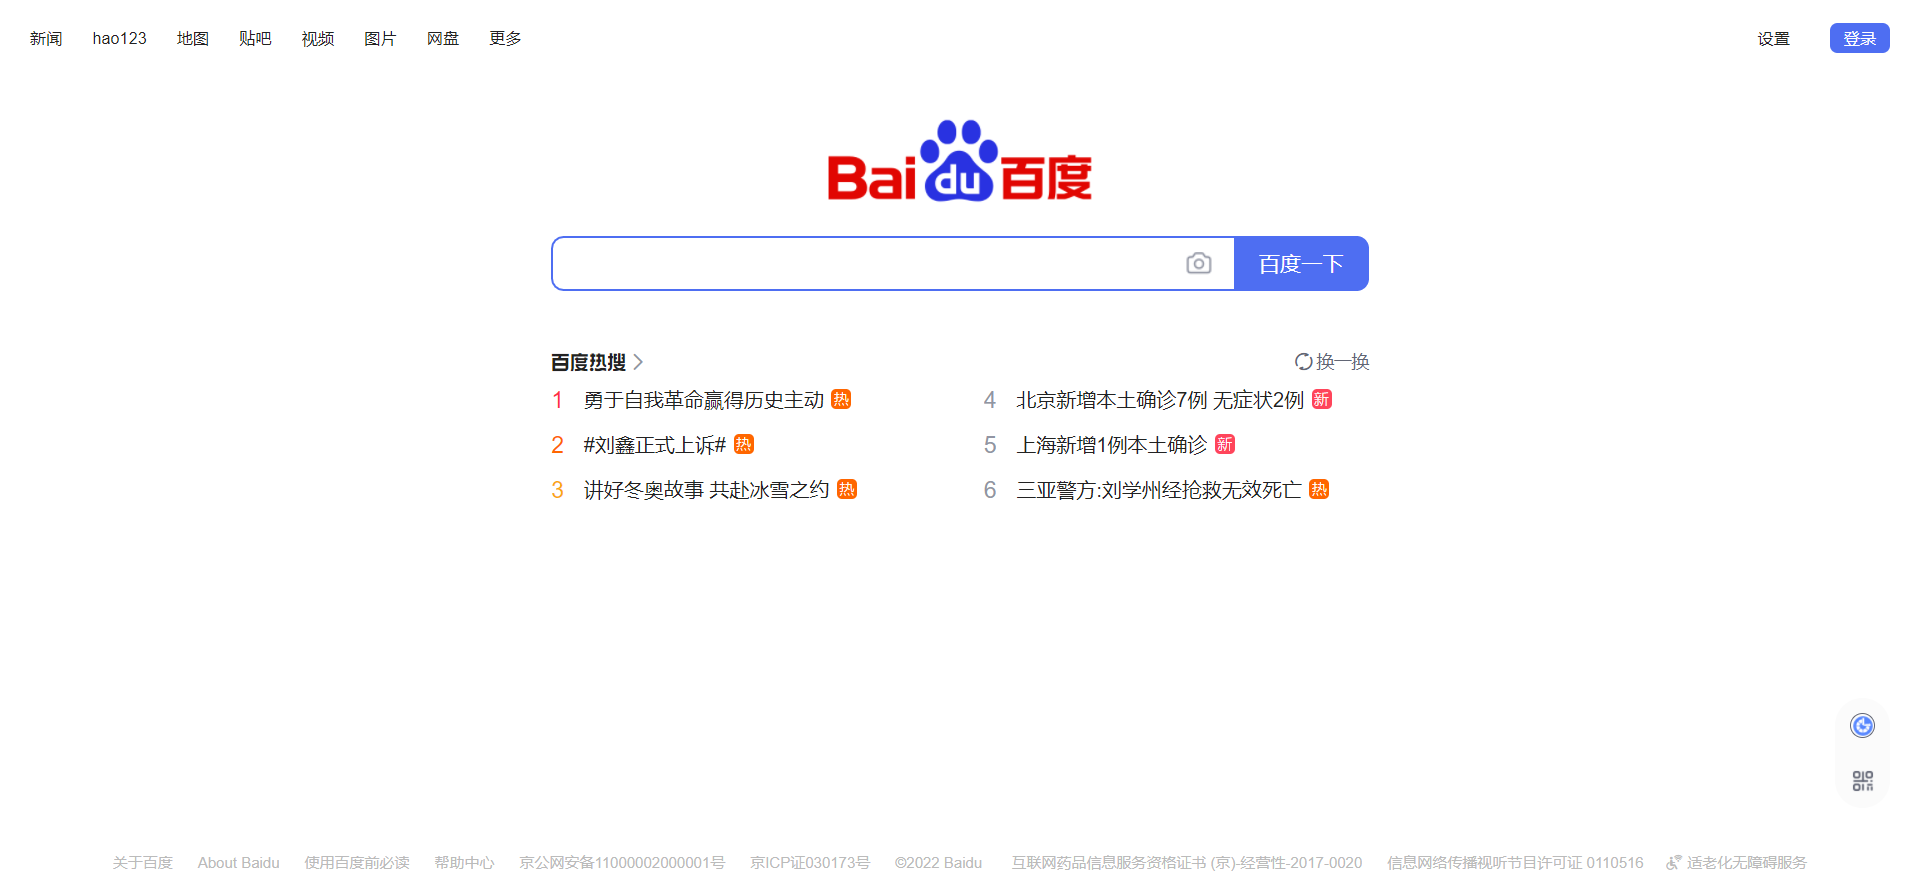 新闻 hao123 地图 贴吧 视频 图片 网盘 更多 设置 登录
Bai du 百度
百度一下
百度热搜 换一换
1 勇于自我革命赢得历史主动 热
4 北京新增本土确诊7例 无症状2例 新
2 #刘鑫正式上诉# 热
5 上海新增1例本土确诊 新
3 讲好冬奥故事 共赴冰雪之约 热
6 三亚警方:刘学州经抢救无效死亡 热
关于百度 About Baidu 使用百度前必读 帮助中心 京公网安备11000002000001号 京ICP证030173号 ©2022 Baidu 互联网药品信息服务资格证书 (京)-经营性-2017-0020 信息网络传播视听节目许可证 0110516 适老化无障碍服务